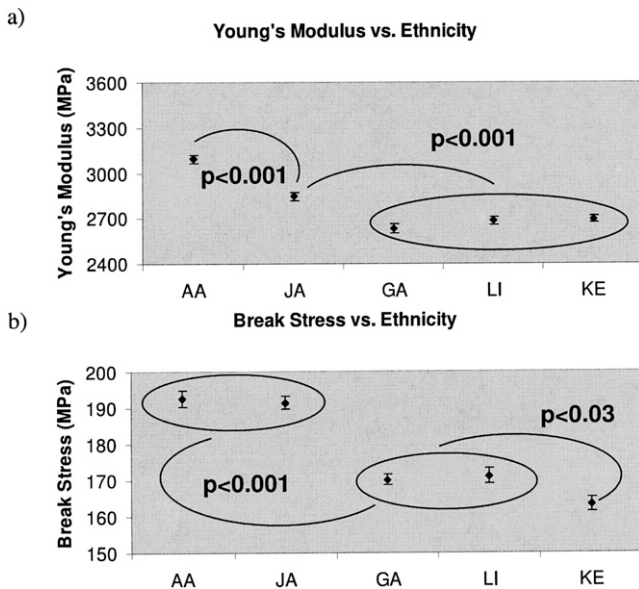 a)
Young's Modulus vs. Ethnicity
Young's Modulus (MPa)
3600
3300
3000
2700
2400
p<0.001
p<0.001
AA JA GA LI KE
b)
Break Stress vs. Ethnicity
Break Stress (MPa)
200
190
180
170
160
150
p<0.03
p<0.001
AA JA GA LI KE